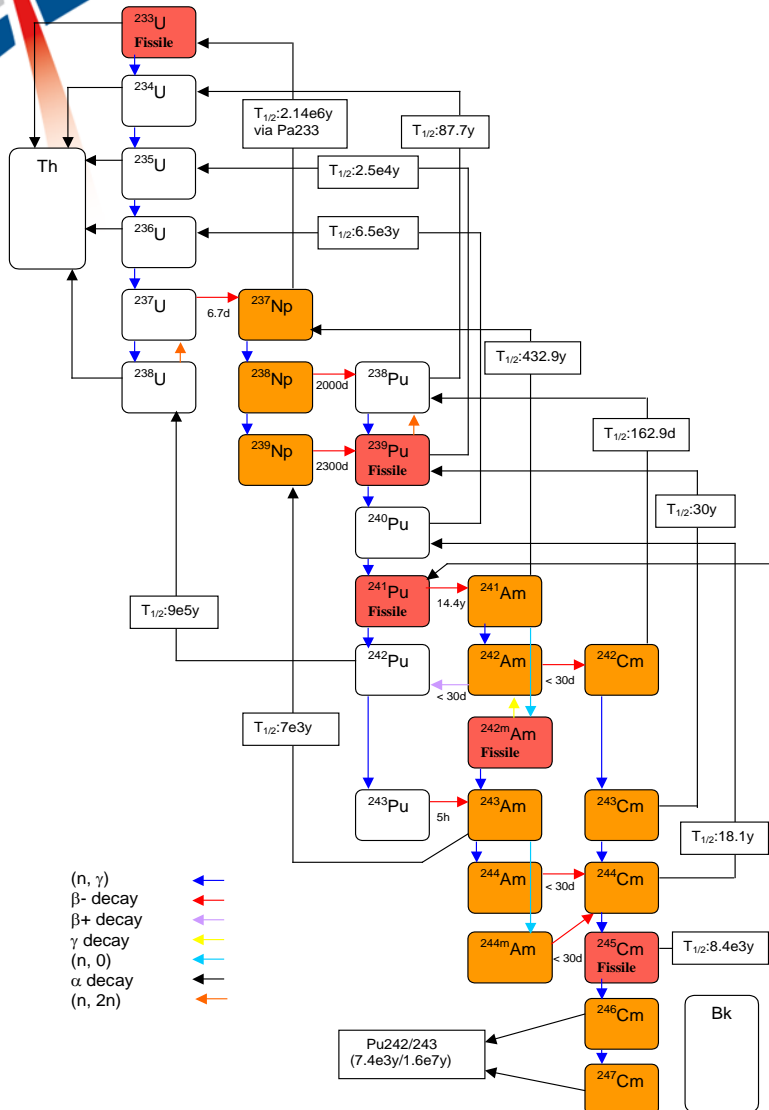 ²³³U
Fissile
²³⁴U
T₁/₂:2.14e6y
via Pa233
T₁/₂:87.7y
Th
²³⁵U
T₁/₂:2.5e4y
²³⁶U
T₁/₂:6.5e3y
²³⁷U
6.7d
²³⁷Np
T₁/₂:432.9y
²³⁸U
²³⁸Np
2000d
²³⁸Pu
T₁/₂:162.9d
²³⁹Np
2300d
²³⁹Pu
Fissile
T₁/₂:30y
²⁴⁰Pu
²⁴¹Pu
Fissile
14.4y
²⁴¹Am
T₁/₂:9e5y
²⁴²Pu
< 30d
²⁴²Am
< 30d
²⁴²Cm
T₁/₂:7e3y
²⁴²ᵐAm
Fissile
²⁴³Pu
5h
²⁴³Am
²⁴³Cm
T₁/₂:18.1y
²⁴⁴Am
< 30d
²⁴⁴Cm
²⁴⁴ᵐAm
< 30d
²⁴⁵Cm
Fissile
T₁/₂:8.4e3y
(n, γ)
β- decay
β+ decay
γ decay
(n, 0)
α decay
(n, 2n)
²⁴⁶Cm
Bk
Pu242/243
(7.4e3y/1.6e7y)
²⁴⁷Cm